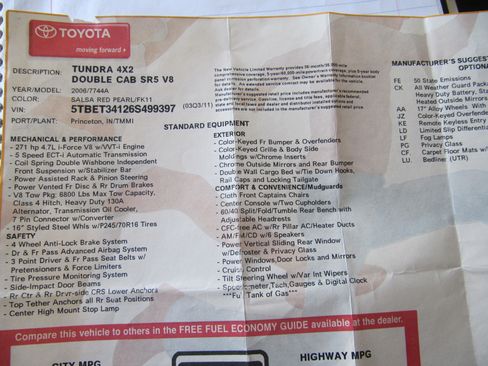 TOYOTA
moving forward
DESCRIPTION: TUNDRA 4X2
DOUBLE CAB SR5 V8
YEAR/MODEL: 2006/7744A
COLOR: SALSA RED PEARL/FK11
VIN: 5TBET34126S499397 (03C/11)
PORT/PLANT: Princeton, IN/TMMI
STANDARD EQUIPMENT
MECHANICAL & PERFORMANCE
- 271 hp 4.7L i-Force V8 w/VVT-i Engine
- 5 Speed ECT-i Automatic Transmission
- Coil Spring Double Wishbone Independent
Front Suspension w/Stabilizer Bar
- Power Assisted Rack & Pinion Steering
- Power Vented Fr Disc & Rr Drum Brakes
- V8 Tow Pkg: 6800 Lbs Max Tow Capacity,
Class 4 Hitch, Heavy Duty 130A
Alternator, Transmission Oil Cooler,
7 Pin Connector w/Converter
- 16" Styled Steel Whls w/P245/70R16 Tires
SAFETY
- 4 Wheel Anti-Lock Brake System
- Dr & Fr Pass Advanced Airbag System
- 3 Point Driver & Fr Pass Seat Belts w/
Pretensioners & Force Limiters
- Tire Pressure Monitoring System
- Side-Impact Door Beams
- Rr Ctr & Rr Drvr-side CRS Lower Anchors
- Top Tether Anchors all Rr Seat Positions
- Center High Mount Stop Lamp
EXTERIOR
- Color-Keyed Fr Bumper & Overfenders
- Color-Keyed Grille & Body Side
Moldings w/Chrome Inserts
- Chrome Outside Mirrors and Rear Bumper
- Double Wall Cargo Bed w/Tie Down Hooks,
Rail Caps and Locking Tailgate
COMFORT & CONVENIENCE/Mudguards
- Cloth Front Captains Chairs
- Center Console w/Two Cupholders
- 60/40 Split/Fold/Tumble Rear Bench with
Adjustable Headrests
- CFC-free AC w/Rr Pillar AC/Heater Ducts
- AM/FM/CD w/6 Speakers
- Power Vertical Sliding Rear Window
w/Defroster & Privacy Glass
- Power Windows,Door Locks and Mirrors
- Cruise Control
- Tilt Steering Wheel w/Var Int Wipers
- Speedometer,Tach,Gauges & Digital Clock
***Full Tank of Gas***
MANUFACTURER'S SUGGES
OPTIONA
FE 50 State Emissions
CK All Weather Guard Packag
Heavy Duty Battery, Sta
Heated Outside Mirrors
AA 17" Alloy Wheels With
JZ Color-Keyed Overfende
KE Remote Keyless Entry
LD Limited Slip Differentia
LF Fog Lamps
PG Privacy Glass
CF. Carpet Floor Mats w/
LU. Bedliner (UTR)
Compare this vehicle to others in the FREE FUEL ECONOMY GUIDE available at the dealer.
CITY MPG
HIGHWAY MPG